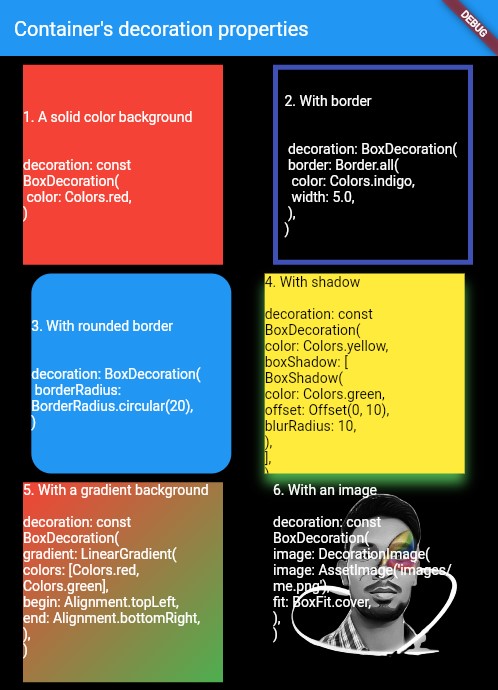 Container's decoration properties
DEBUG
1. A solid color background
decoration: const
BoxDecoration(
color: Colors.red,
)
2. With border
decoration: BoxDecoration(
border: Border.all(
color: Colors.indigo,
width: 5.0,
),
)
3. With rounded border
decoration: BoxDecoration(
borderRadius:
BorderRadius.circular(20),
)
4. With shadow
decoration: const
BoxDecoration(
color: Colors.yellow,
boxShadow: [
BoxShadow(
color: Colors.green,
offset: Offset(0, 10),
blurRadius: 10,
),
],
)
5. With a gradient background
decoration: const
BoxDecoration(
gradient: LinearGradient(
colors: [Colors.red,
Colors.green],
begin: Alignment.topLeft,
end: Alignment.bottomRight,
),
)
6. With an image
decoration: const
BoxDecoration(
image: DecorationImage(
image: AssetImage('images/
me.png'),
fit: BoxFit.cover,
),
)